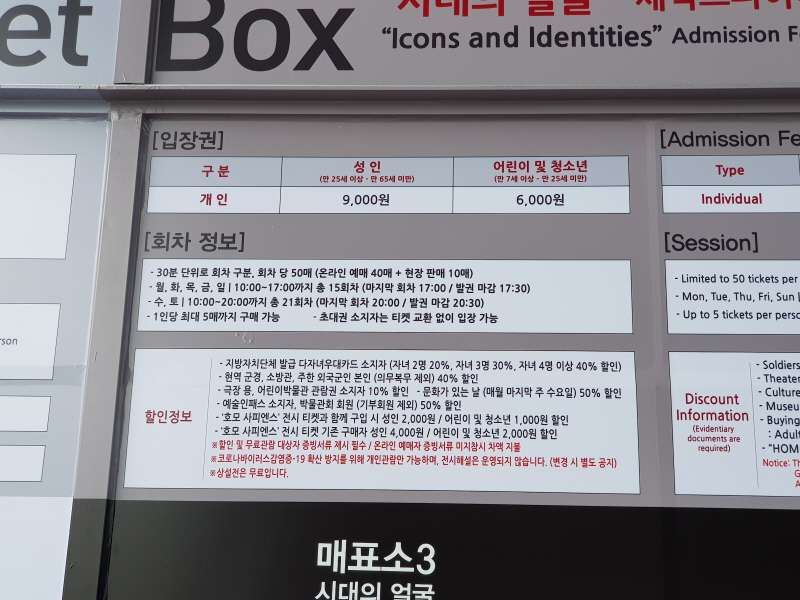 et
Box
시대의 얼굴
"Icons and Identities" Admission F
[입장권]
구 분
성 인
(만 25세 이상 - 만 65세 미만)
어린이 및 청소년
(만 7세 이상 - 만 25세 미만)
개 인
9,000원
6,000원
[회차 정보]
- 30분 단위로 회차 구분, 회차 당 50매 (온라인 예매 40매 + 현장 판매 10매)
- 월, 화, 목, 금, 일 | 10:00~17:00까지 총 15회차 (마지막 회차 17:00 / 발권 마감 17:30)
- 수, 토 | 10:00~20:00까지 총 21회차 (마지막 회차 20:00 / 발권 마감 20:30)
- 1인당 최대 5매까지 구매 가능 - 초대권 소지자는 티켓 교환 없이 입장 가능
할인정보
- 지방자치단체 발급 다자녀우대카드 소지자 (자녀 2명 20%, 자녀 3명 30%, 자녀 4명 이상 40% 할인)
- 현역 군경, 소방관, 주한 외국군인 본인 (의무복무 제외) 40% 할인
- 극장 용, 어린이박물관 관람권 소지자 10% 할인 - 문화가 있는 날 (매월 마지막 주 수요일) 50% 할인
- 예술인패스 소지자, 박물관회 회원 (기부회원 제외) 50% 할인
- '호모 사피엔스' 전시 티켓과 함께 구입 시 성인 2,000원 / 어린이 및 청소년 1,000원 할인
- '호모 사피엔스' 전시 티켓 기존 구매자 성인 4,000원 / 어린이 및 청소년 2,000원 할인
※할인 및 무료관람 대상자 증빙서류 제시 필수 / 온라인 예매자 증빙서류 미지참시 차액 지불
※코로나바이러스감염증-19 확산 방지를 위해 개인관람만 가능하며, 전시해설은 운영되지 않습니다. (변경 시 별도 공지)
※상설전은 무료입니다.
[Admission Fe
Type
Individual
[Session]
- Limited to 50 tickets per
- Mon, Tue, Thu, Fri, Sun
- Up to 5 tickets per perso
Discount
Information
(Evidentiary
documents are
required)
- Soldiers
- Theater
- Culture
- Museu
- Buying
: Adult
- "HOM
Notice: Th
rson
매표소3
시대의 얼굴